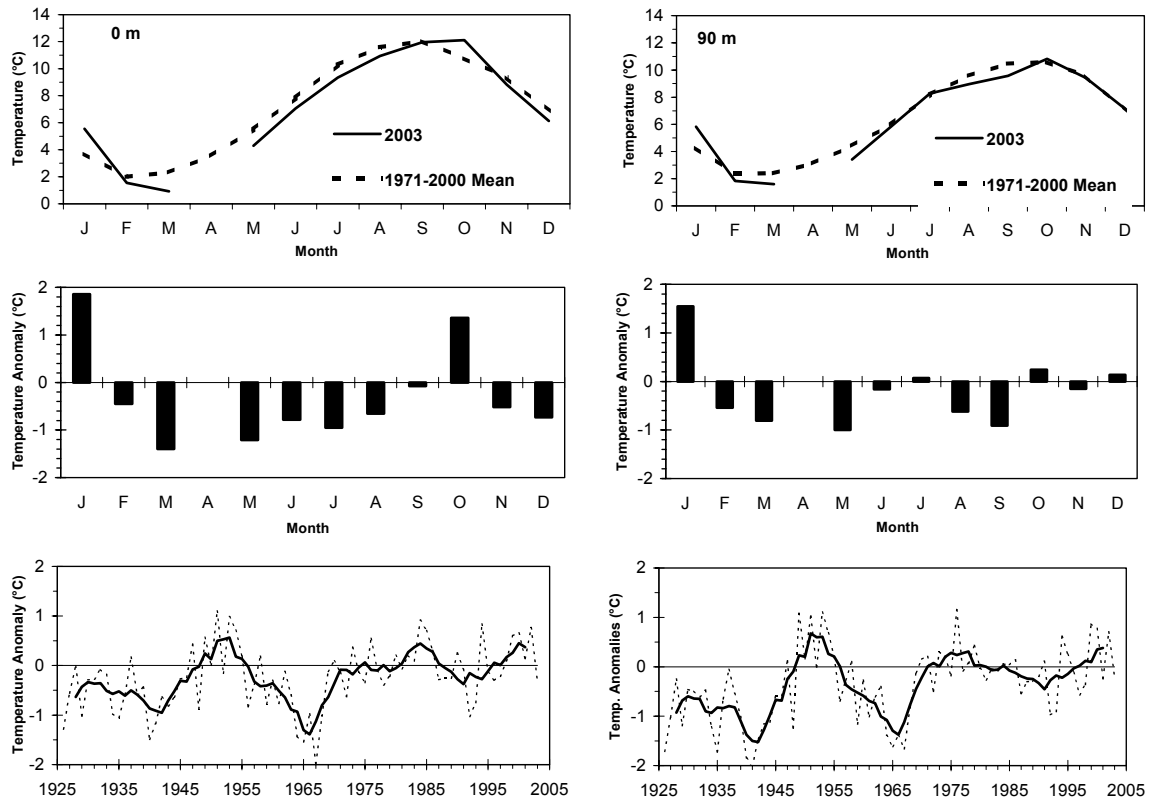 Temperature (°C)
14
12
10
8
6
4
2
0
0 m
2003
1971-2000 Mean
J F M A M J J A S O N D
Month
Temperature (°C)
14
12
10
8
6
4
2
0
90 m
2003
1971-2000 Mean
J F M A M J J A S O N D
Month
Temperature Anomaly (°C)
2
1
0
-1
-2
J F M A M J J A S O N D
Month
Temperature Anomaly (°C)
2
1
0
-1
-2
J F M A M J J A S O N D
Month
Temperature Anomaly (°C)
2
1
0
-1
-2
1925 1935 1945 1955 1965 1975 1985 1995 2005
Temp. Anomalies (°C)
2
1
0
-1
-2
1925 1935 1945 1955 1965 1975 1985 1995 2005